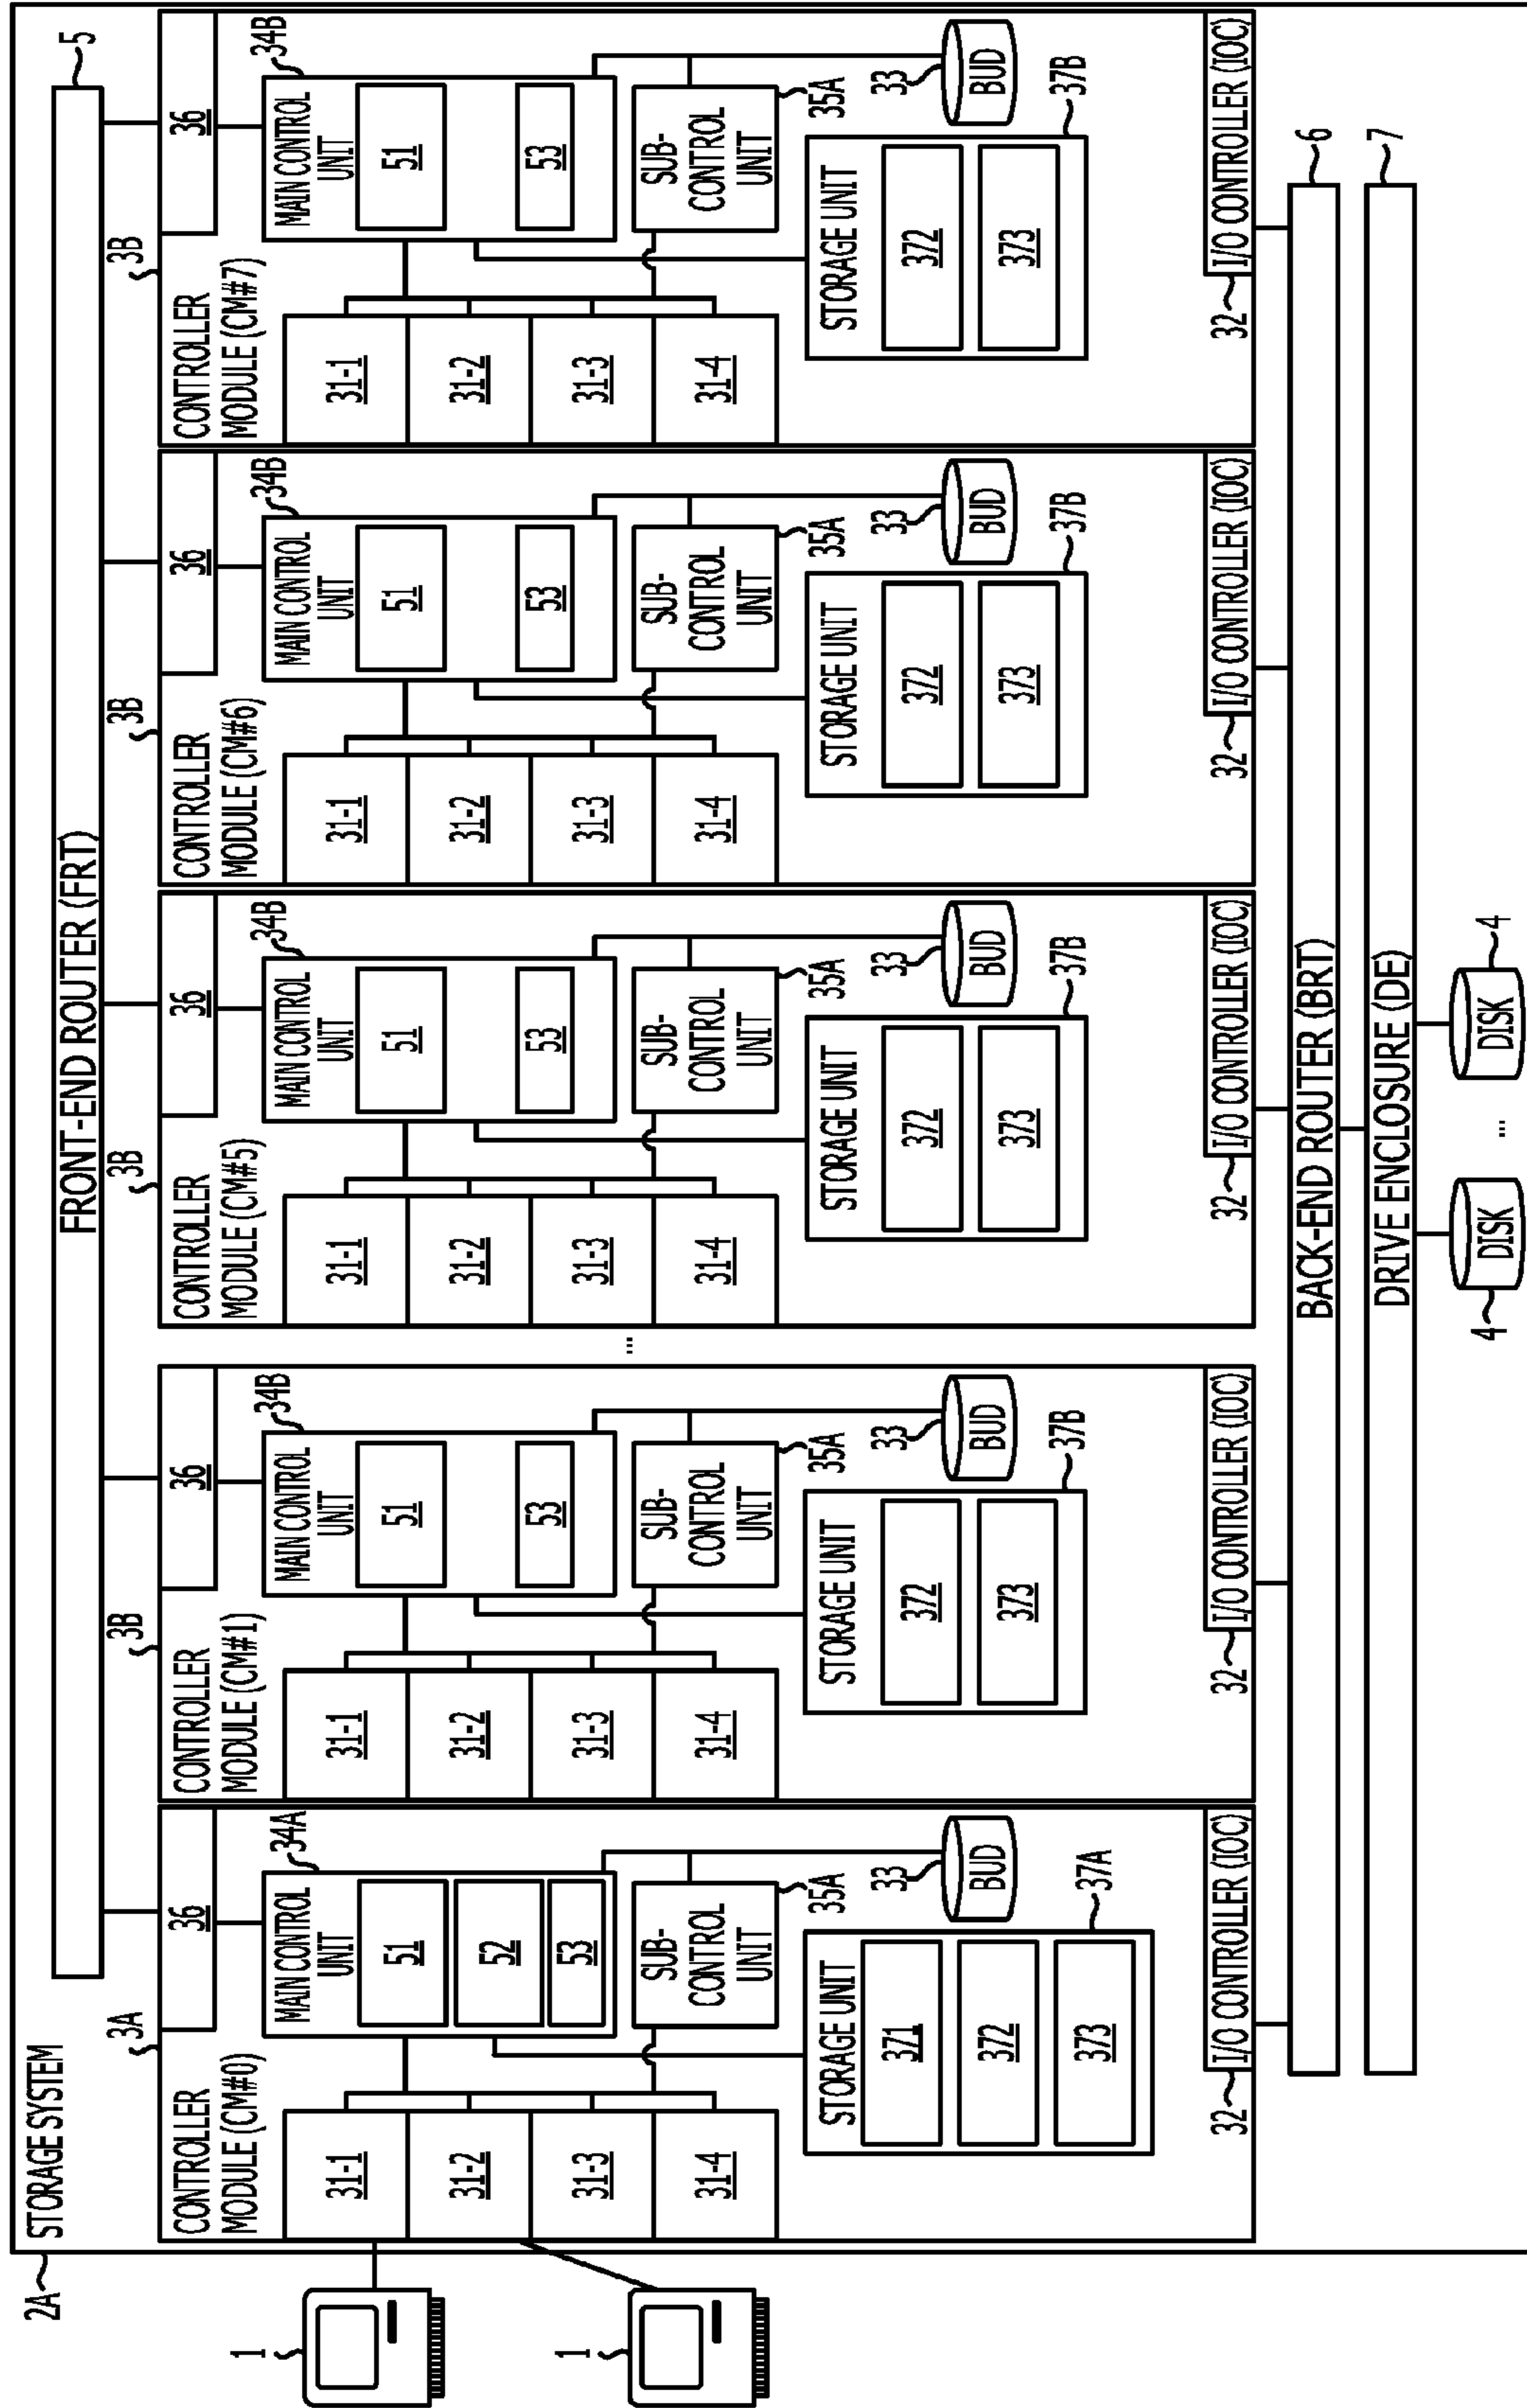 2A
STORAGE SYSTEM
5
FRONT-END ROUTER (FRT)
1
1
3A
CONTROLLER
MODULE (CM#0)
36
34A
MAIN CONTROL
UNIT
51
52
53
31-1
31-2
31-3
31-4
SUB-
CONTROL
UNIT
35A
33
BUD
37A
STORAGE UNIT
371
372
373
32
I/O CONTROLLER (IOC)
3B
CONTROLLER
MODULE (CM#1)
36
34B
MAIN CONTROL
UNIT
51
53
31-1
31-2
31-3
31-4
SUB-
CONTROL
UNIT
35A
33
BUD
37B
STORAGE UNIT
372
373
32
I/O CONTROLLER (IOC)
...
3B
CONTROLLER
MODULE (CM#5)
36
34B
MAIN CONTROL
UNIT
51
53
31-1
31-2
31-3
31-4
SUB-
CONTROL
UNIT
35A
33
BUD
37B
STORAGE UNIT
372
373
32
I/O CONTROLLER (IOC)
3B
CONTROLLER
MODULE (CM#6)
36
34B
MAIN CONTROL
UNIT
51
53
31-1
31-2
31-3
31-4
SUB-
CONTROL
UNIT
35A
33
BUD
37B
STORAGE UNIT
372
373
32
I/O CONTROLLER (IOC)
3B
CONTROLLER
MODULE (CM#7)
36
34B
MAIN CONTROL
UNIT
51
53
31-1
31-2
31-3
31-4
SUB-
CONTROL
UNIT
35A
33
BUD
37B
STORAGE UNIT
372
373
32
I/O CONTROLLER (IOC)
BACK-END ROUTER (BRT)
6
DRIVE ENCLOSURE (DE)
7
4
DISK
...
DISK
4